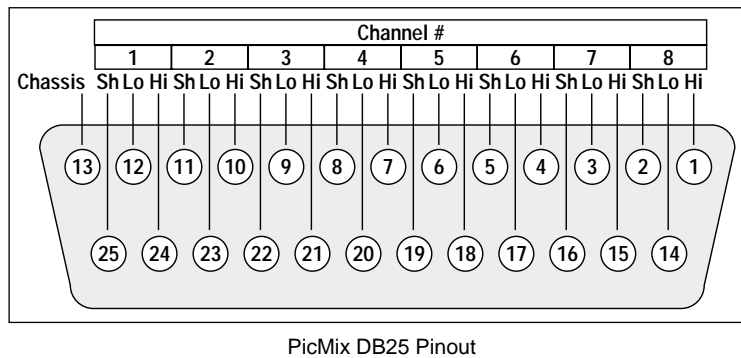 Channel #
1 2 3 4 5 6 7 8
Chassis Sh Lo Hi Sh Lo Hi Sh Lo Hi Sh Lo Hi Sh Lo Hi Sh Lo Hi Sh Lo Hi Sh Lo Hi
13 12 11 10 9 8 7 6 5 4 3 2 1
25 24 23 22 21 20 19 18 17 16 15 14
PicMix DB25 Pinout